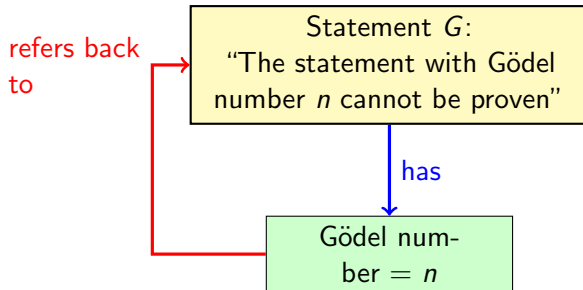 refers back
to
Statement G:
“The statement with Gödel
number n cannot be proven”
has
Gödel num-
ber = n